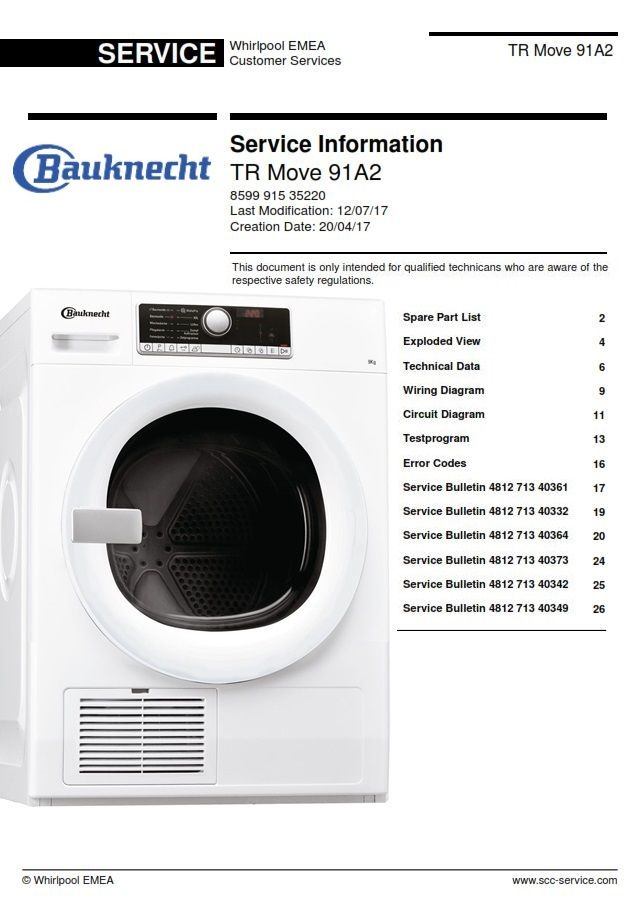 SERVICE
Whirlpool EMEA
Customer Services
TR Move 91A2
Bauknecht
Service Information
TR Move 91A2
8599 915 35220
Last Modification: 12/07/17
Creation Date: 20/04/17
This document is only intended for qualified technicans who are aware of the
respective safety regulations.
Bauknecht
9Kg
Spare Part List 2
Exploded View 4
Technical Data 6
Wiring Diagram 9
Circuit Diagram 11
Testprogram 13
Error Codes 16
Service Bulletin 4812 713 40361 17
Service Bulletin 4812 713 40332 19
Service Bulletin 4812 713 40364 20
Service Bulletin 4812 713 40373 24
Service Bulletin 4812 713 40342 25
Service Bulletin 4812 713 40349 26
© Whirlpool EMEA
www.scc-service.com